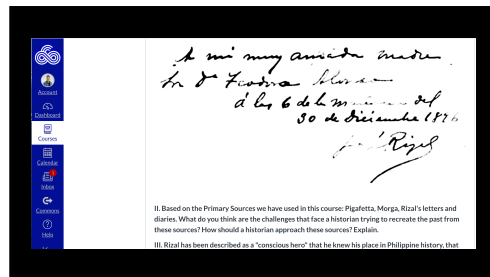 A mi muy amada madre
Sra Da Teodora Alonso
á las 6 de la mañana del
30 de diciembre 1896
José Rizal
Account
Dashboard
Courses
Calendar
Inbox
Commons
Help
II. Based on the Primary Sources we have used in this course: Pigafetta, Morga, Rizal's letters and
diaries. What do you think are the challenges that face a historian trying to recreate the past from
these sources? How should a historian approach these sources? Explain.
III. Rizal has been described as a "conscious hero" that he knew his place in Philippine history, that